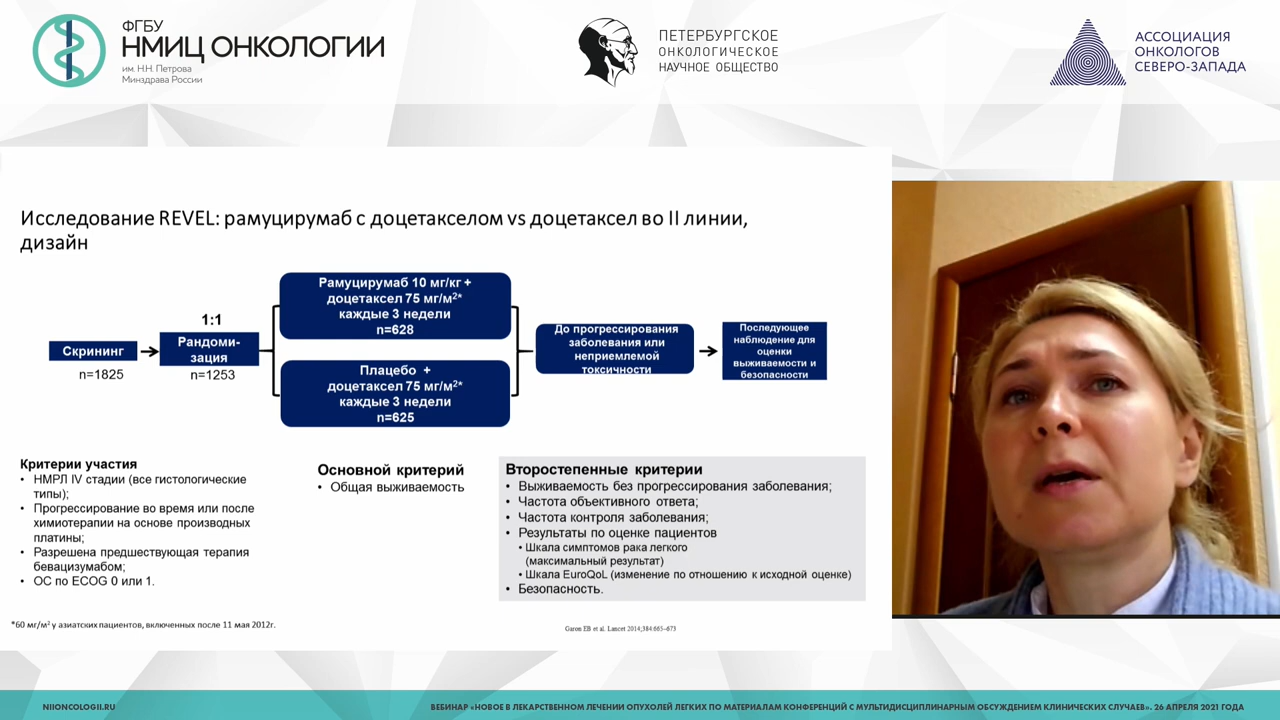 ФГБУ
НМИЦ ОНКОЛОГИИ
им. Н.Н. Петрова
Минздрава России
ПЕТЕРБУРГСКОЕ
ОНКОЛОГИЧЕСКОЕ
НАУЧНОЕ ОБЩЕСТВО
АССОЦИАЦИЯ
ОНКОЛОГОВ
СЕВЕРО-ЗАПАДА
Исследование REVEL: рамуцирумаб с доцетакселом vs доцетаксел во II линии,
дизайн
Скрининг
n=1825
1:1
Рандоми-
зация
n=1253
Рамуцирумаб 10 мг/кг +
доцетаксел 75 мг/м²*
каждые 3 недели
n=628
Плацебо +
доцетаксел 75 мг/м²*
каждые 3 недели
n=625
До прогрессирования
заболевания или
неприемлемой
токсичности
Последующее
наблюдение для
оценки
выживаемости и
безопасности
Критерии участия
• НМРЛ IV стадии (все гистологические
типы);
• Прогрессирование во время или после
химиотерапии на основе производных
платины;
• Разрешена предшествующая терапия
бевацизумабом;
• ОС по ECOG 0 или 1.
Основной критерий
• Общая выживаемость
Второстепенные критерии
• Выживаемость без прогрессирования заболевания;
• Частота объективного ответа;
• Частота контроля заболевания;
• Результаты по оценке пациентов
• Шкала симптомов рака легкого
(максимальный результат)
• Шкала EuroQoL (изменение по отношению к исходной оценке)
• Безопасность.
*60 мг/м² у азиатских пациентов, включенных после 11 мая 2012г.
Garon EB et al. Lancet 2014;384:665–673
NIIONCOLOGII.RU
ВЕБИНАР «НОВОЕ В ЛЕКАРСТВЕННОМ ЛЕЧЕНИИ ОПУХОЛЕЙ ЛЕГКИХ ПО МАТЕРИАЛАМ КОНФЕРЕНЦИЙ С МУЛЬТИДИСЦИПЛИНАРНЫМ ОБСУЖДЕНИЕМ КЛИНИЧЕСКИХ СЛУЧАЕВ». 26 АПРЕЛЯ 2021 ГОДА